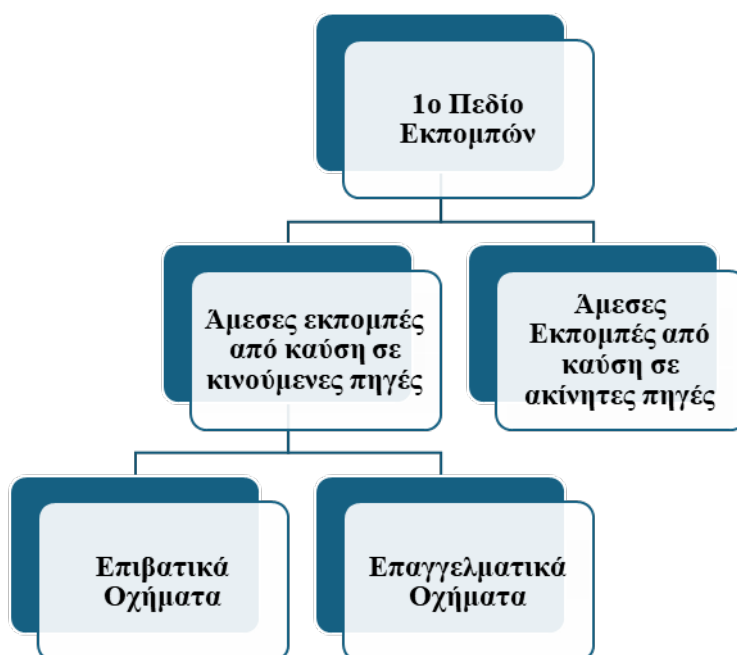 1ο Πεδίο
Εκπομπών
Άμεσες εκπομπές
από καύση σε
κινούμενες πηγές
Άμεσες
Εκπομπές από
καύση σε
ακίνητες πηγές
Επιβατικά
Οχήματα
Επαγγελματικά
Οχήματα